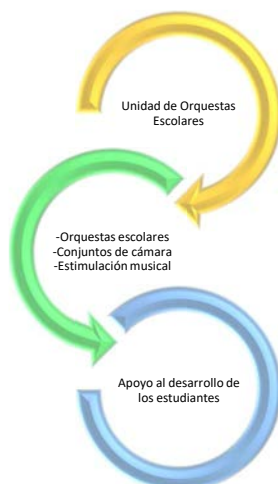 Unidad de Orquestas
Escolares
-Orquestas escolares
-Conjuntos de cámara
-Estimulación musical
Apoyo al desarrollo de
los estudiantes